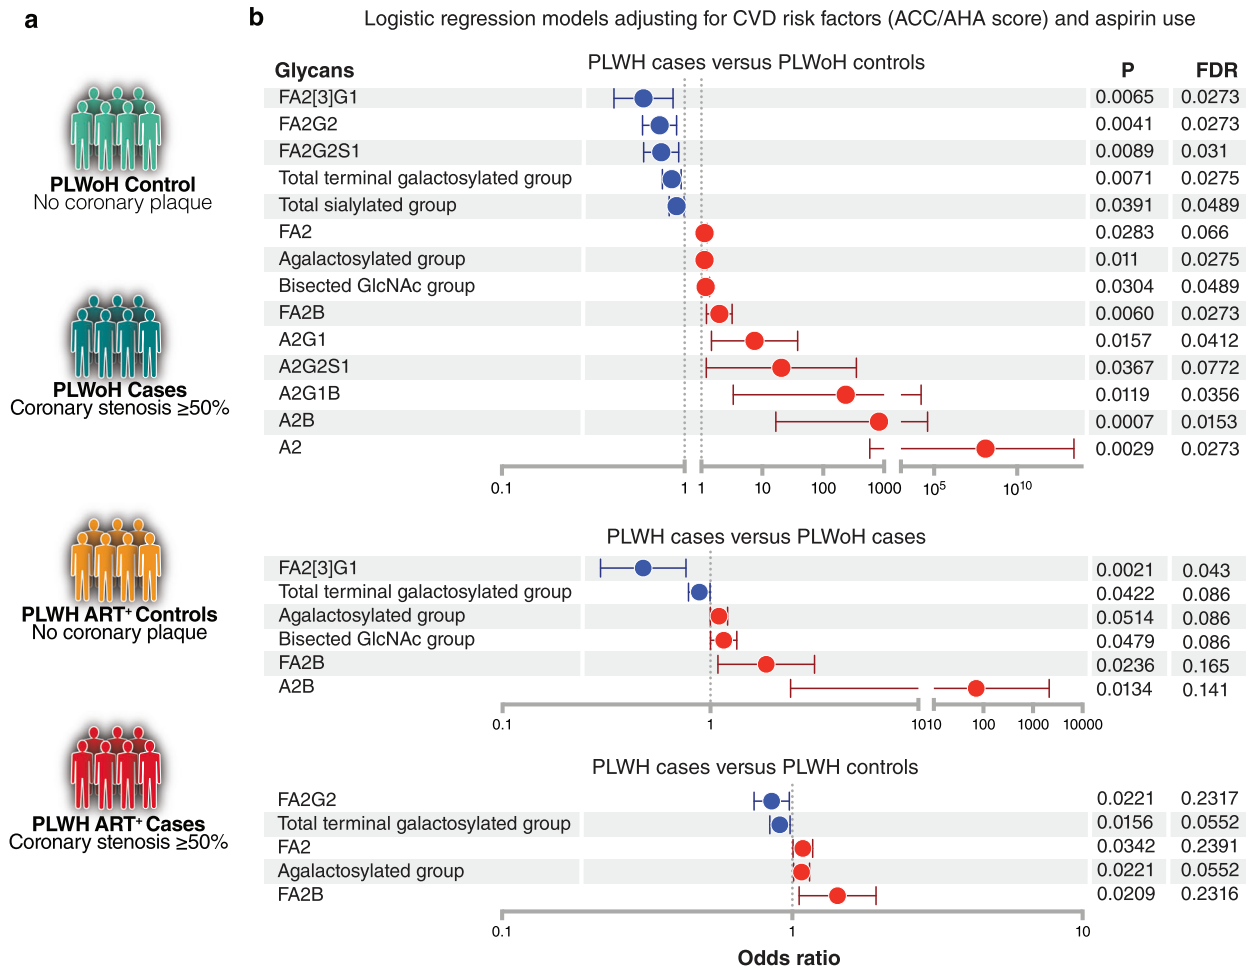 a
PLWoH Control
No coronary plaque
PLWoH Cases
Coronary stenosis ≥50%
PLWH ART⁺ Controls
No coronary plaque
PLWH ART⁺ Cases
Coronary stenosis ≥50%
b
Logistic regression models adjusting for CVD risk factors (ACC/AHA score) and aspirin use
PLWH cases versus PLWoH controls
Glycans P FDR
FA2[3]G1 0.0065 0.0273
FA2G2 0.0041 0.0273
FA2G2S1 0.0089 0.031
Total terminal galactosylated group 0.0071 0.0275
Total sialylated group 0.0391 0.0489
FA2 0.0283 0.066
Agalactosylated group 0.011 0.0275
Bisected GlcNAc group 0.0304 0.0489
FA2B 0.0060 0.0273
A2G1 0.0157 0.0412
A2G2S1 0.0367 0.0772
A2G1B 0.0119 0.0356
A2B 0.0007 0.0153
A2 0.0029 0.0273
0.1 1 1 10 100 1000 10⁵ 10¹⁰
PLWH cases versus PLWoH cases
FA2[3]G1 0.0021 0.043
Total terminal galactosylated group 0.0422 0.086
Agalactosylated group 0.0514 0.086
Bisected GlcNAc group 0.0479 0.086
FA2B 0.0236 0.165
A2B 0.0134 0.141
0.1 1 10 10 100 1000 10000
PLWH cases versus PLWH controls
FA2G2 0.0221 0.2317
Total terminal galactosylated group 0.0156 0.0552
FA2 0.0342 0.2391
Agalactosylated group 0.0221 0.0552
FA2B 0.0209 0.2316
0.1 1 10
Odds ratio